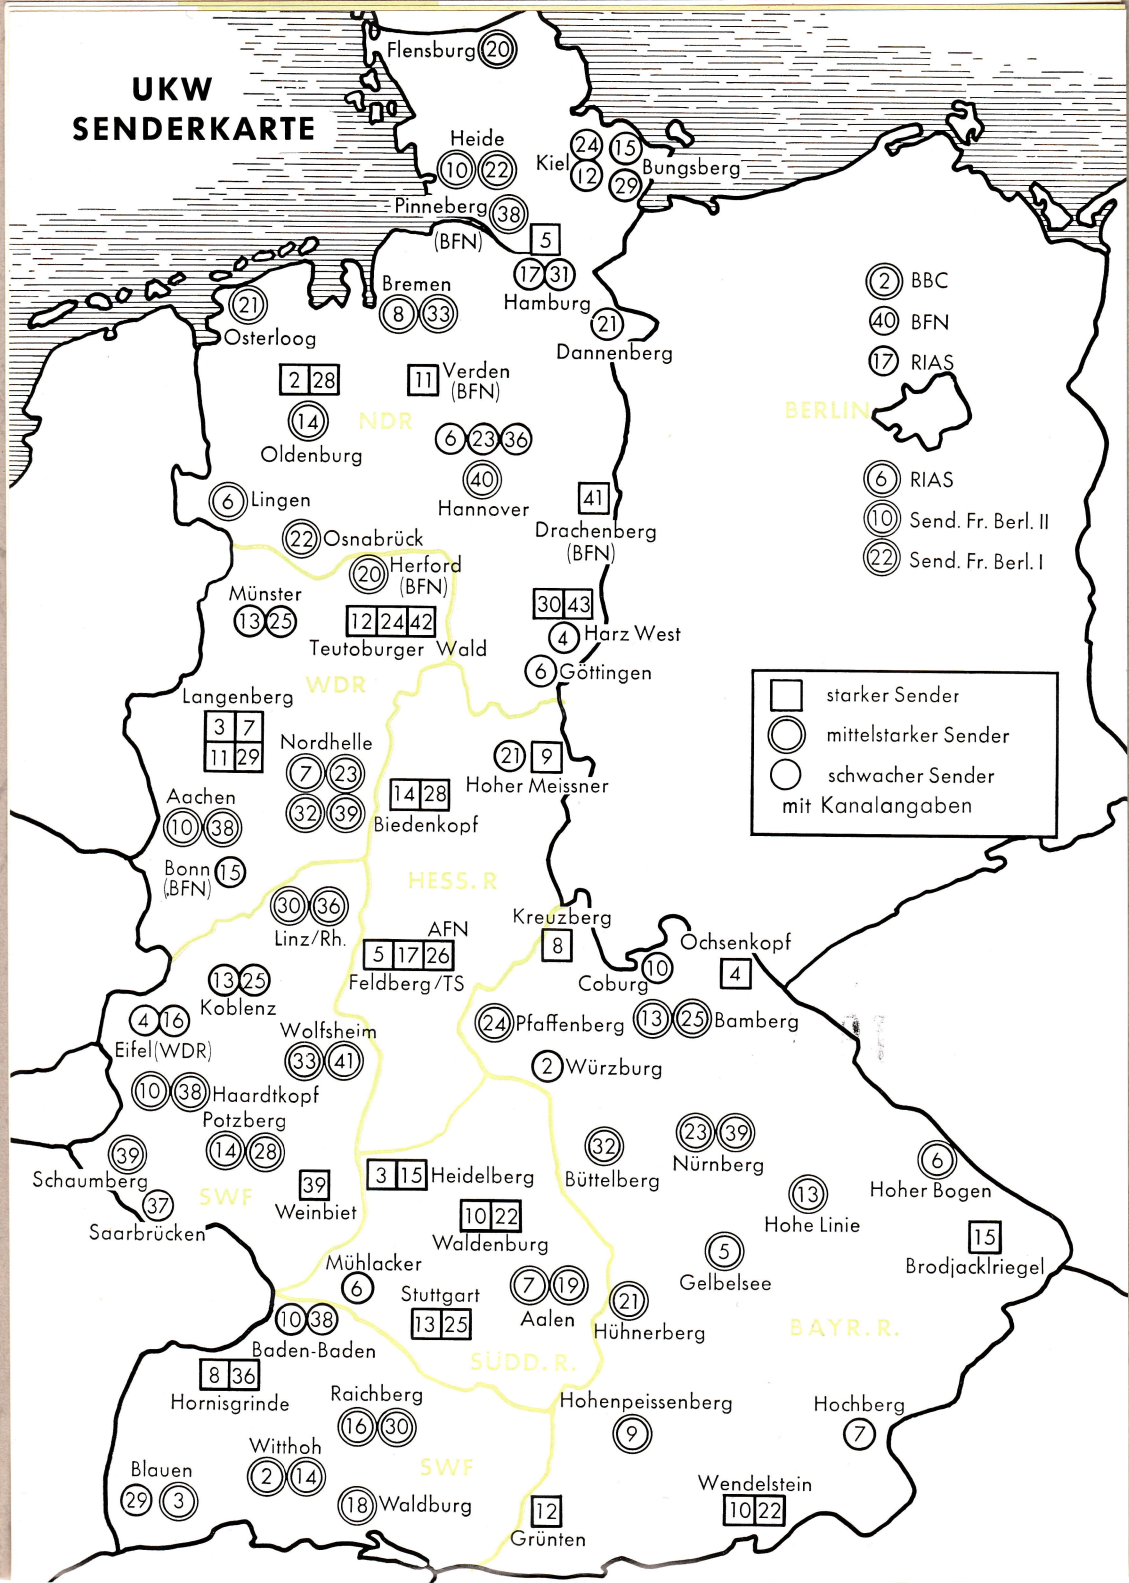 UKW
SENDERKARTE
Flensburg 20
Heide
10 22
Kiel 24 12
15 29 Bungsberg
Pinneberg 38
(BFN)
5
17 31
Hamburg
21
Osterloog
Bremen
8 33
21
Dannenberg
2 28
14
Oldenburg
11 Verden
(BFN)
NDR
6 23 36
40
Hannover
6 Lingen
22 Osnabrück
41
Drachenberg
(BFN)
20 Herford
(BFN)
Münster
13 25
12 24 42
Teutoburger Wald
30 43
4 Harz West
6 Göttingen
WDR
2 BBC
40 BFN
17 RIAS
BERLIN
6 RIAS
10 Send. Fr. Berl. II
22 Send. Fr. Berl. I
starker Sender
mittelstarker Sender
schwacher Sender
mit Kanalangaben
Langenberg
3 7
11 29
Nordhelle
7 23
32 39
21 9
Hoher Meissner
14 28
Biedenkopf
Aachen
10 38
Bonn 15
(BFN)
HESS. R
30 36
Linz/Rh.
AFN
5 17 26
Feldberg/TS
Kreuzberg
8
Coburg 10
Ochsenkopf
4
13 25
Koblenz
4 16
Eifel(WDR)
Wolfsheim
33 41
24 Pfaffenberg
13 25 Bamberg
2 Würzburg
10 38 Haardtkopf
Potzberg
14 28
39
Schaumberg
37
Saarbrücken
SWF
39
Weinbiet
3 15 Heidelberg
10 22
Waldenburg
32
Büttelberg
23 39
Nürnberg
6
Hoher Bogen
13
Hohe Linie
15
Brodjacklriegel
5
Gelbelsee
Mühlacker
6
Stuttgart
13 25
7 19
Aalen
21
Hühnerberg
BAYR. R.
10 38
Baden-Baden
SÜDD. R.
8 36
Hornisgrinde
Raichberg
16 30
Hohenpeissenberg
9
Hochberg
7
Witthoh
2 14
SWF
Blauen
29 3
18 Waldburg
12
Grünten
Wendelstein
10 22